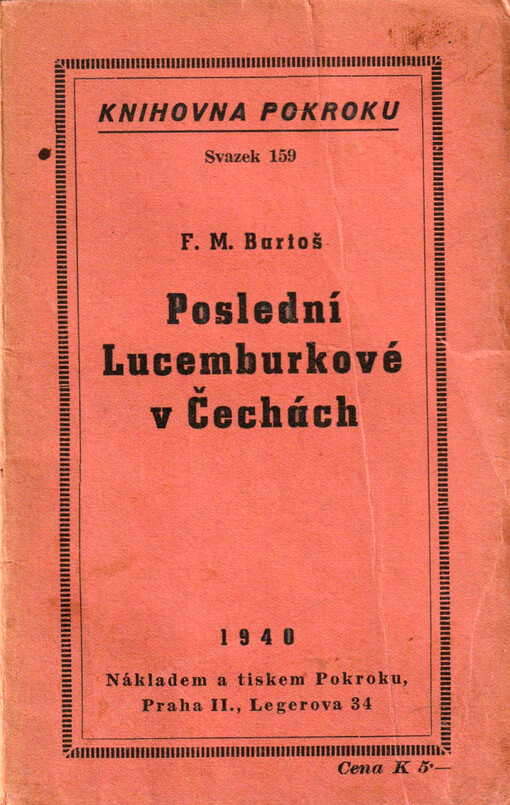 KNIHOVNA POKROKU
Svazek 159
F. M. Bartoš
Poslední
Lucemburkové
v Čechách
1940
Nákladem a tiskem Pokroku,
Praha II., Legerova 34
Cena K 5·—